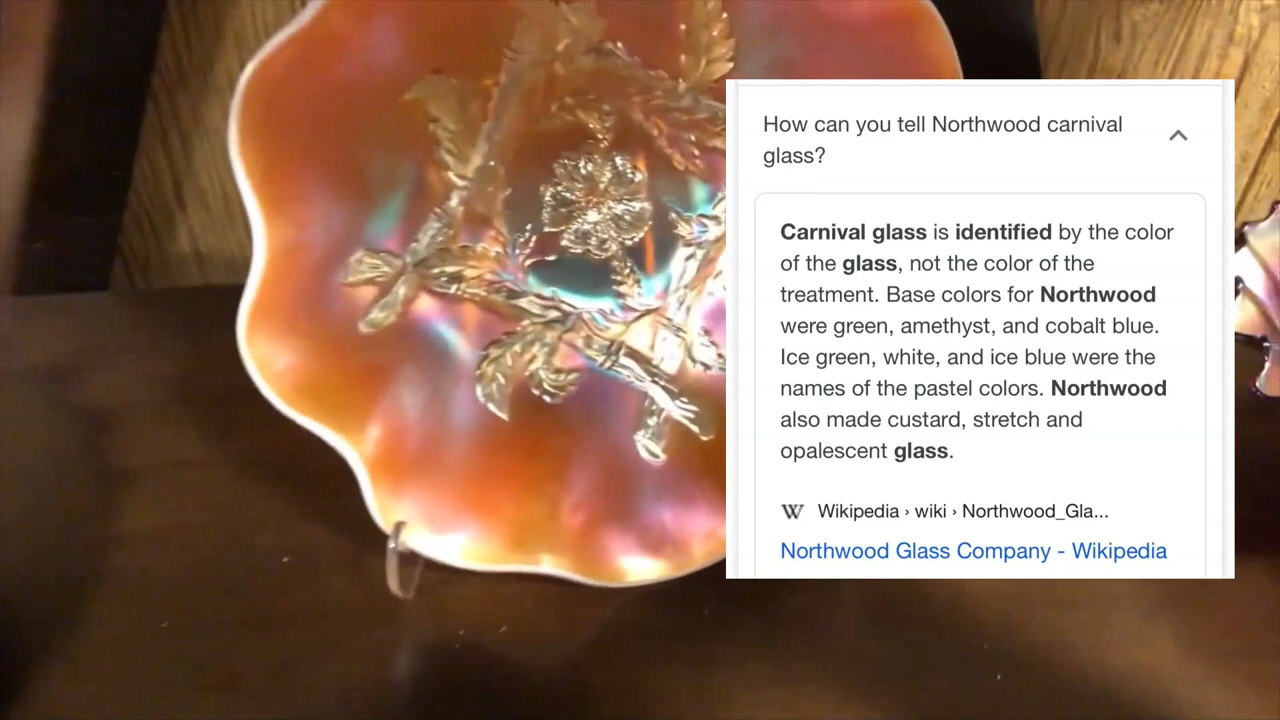 How can you tell Northwood carnival
glass?
Carnival glass is identified by the color
of the glass, not the color of the
treatment. Base colors for Northwood
were green, amethyst, and cobalt blue.
Ice green, white, and ice blue were the
names of the pastel colors. Northwood
also made custard, stretch and
opalescent glass.
Wikipedia › wiki › Northwood_Gla...
Northwood Glass Company - Wikipedia